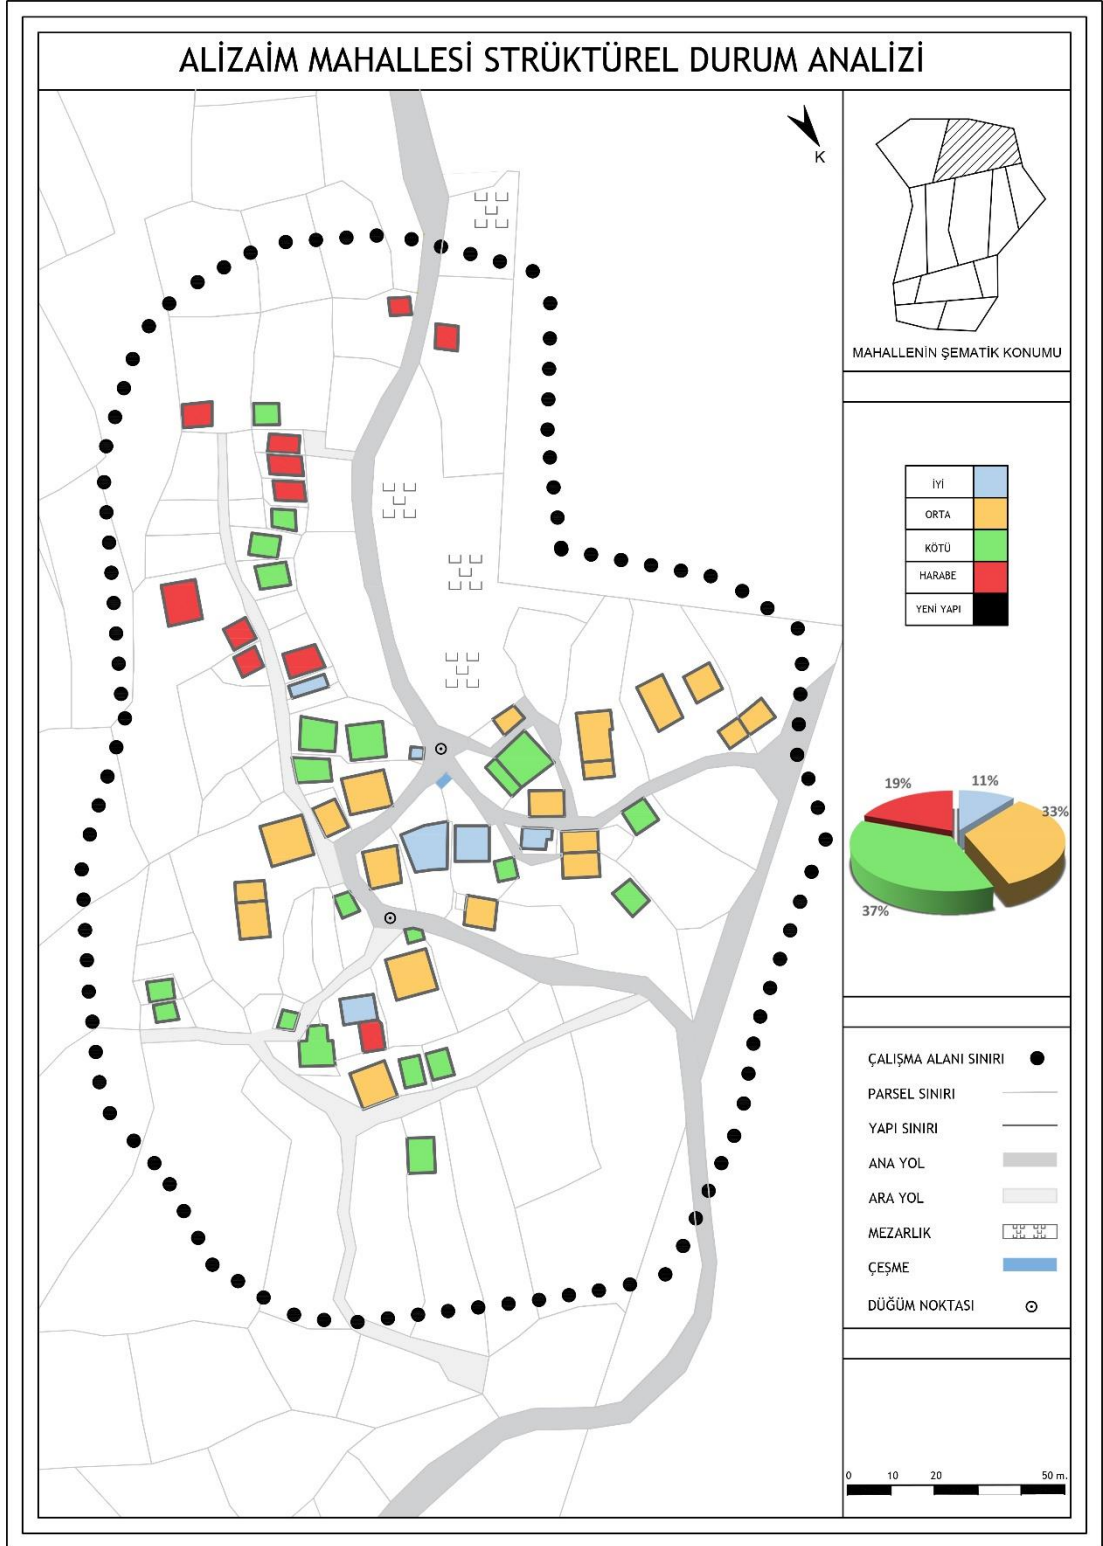 ALİZAİM MAHALLESİ STRÜKTÜREL DURUM ANALİZİ
K
MAHALLENİN ŞEMATİK KONUMU
İYİ
ORTA
KÖTÜ
HARABE
YENİ YAPI
19%
11%
33%
37%
ÇALIŞMA ALANI SINIRI
PARSEL SINIRI
YAPI SINIRI
ANA YOL
ARA YOL
MEZARLIK
ÇEŞME
DÜĞÜM NOKTASI
0 10 20 50 m.